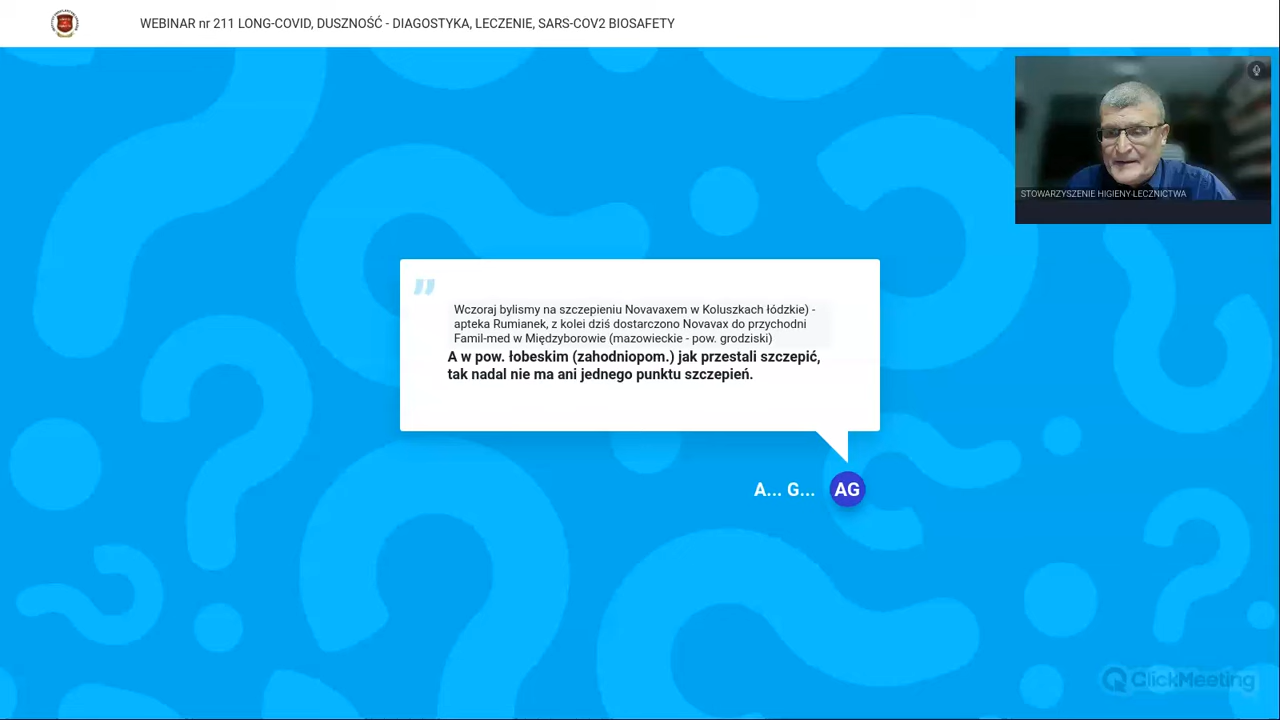 WEBINAR nr 211 LONG-COVID, DUSZNOŚĆ - DIAGOSTYKA, LECZENIE, SARS-COV2 BIOSAFETY
STOWARZYSZENIE HIGIENY LECZNICTWA
Wczoraj bylismy na szczepieniu Novavaxem w Koluszkach łódzkie) -
apteka Rumianek, z kolei dziś dostarczono Novavax do przychodni
Famil-med w Międzyborowie (mazowieckie - pow. grodziski)
A w pow. łobeskim (zahodniopom.) jak przestali szczepić,
tak nadal nie ma ani jednego punktu szczepień.
A... G... AG
ClickMeeting